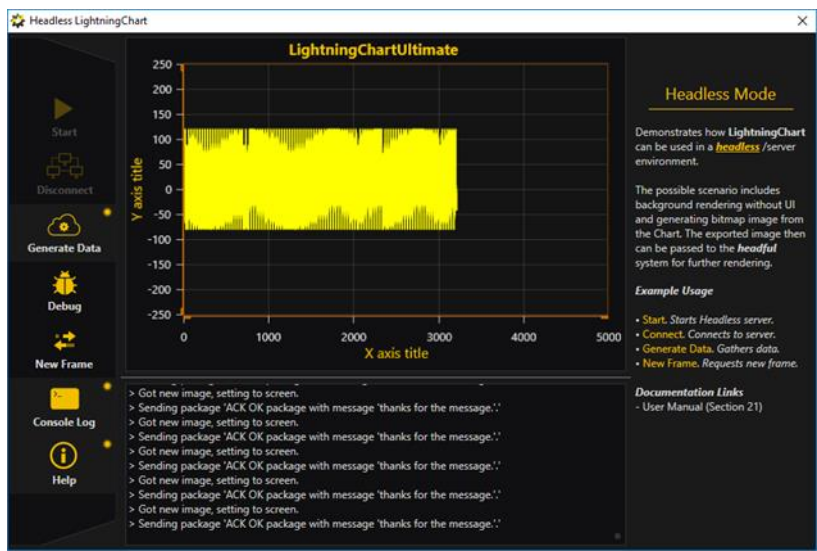 Headless LightningChart
Start
Disconnect
Generate Data
Debug
New Frame
Console Log
Help
LightningChartUltimate
250
200
150
100
50
0
-50
-100
-150
-200
-250
Y axis title
0
1000
2000
3000
4000
5000
X axis title
> Got new image, setting to screen.
> Sending package 'ACK OK package with message 'thanks for the message.'.'
> Got new image, setting to screen.
> Sending package 'ACK OK package with message 'thanks for the message.'.'
> Got new image, setting to screen.
> Sending package 'ACK OK package with message 'thanks for the message.'.'
> Got new image, setting to screen.
> Sending package 'ACK OK package with message 'thanks for the message.'.'
> Got new image, setting to screen.
> Sending package 'ACK OK package with message 'thanks for the message.'.'
Headless Mode
Demonstrates how LightningChart
can be used in a headless /server
environment.
The possible scenario includes
background rendering without UI
and generating bitmap image from
the Chart. The exported image then
can be passed to the headful
system for further rendering.
Example Usage
• Start. Starts Headless server.
• Connect. Connects to server.
• Generate Data. Gathers data.
• New Frame. Requests new frame.
Documentation Links
- User Manual (Section 21)